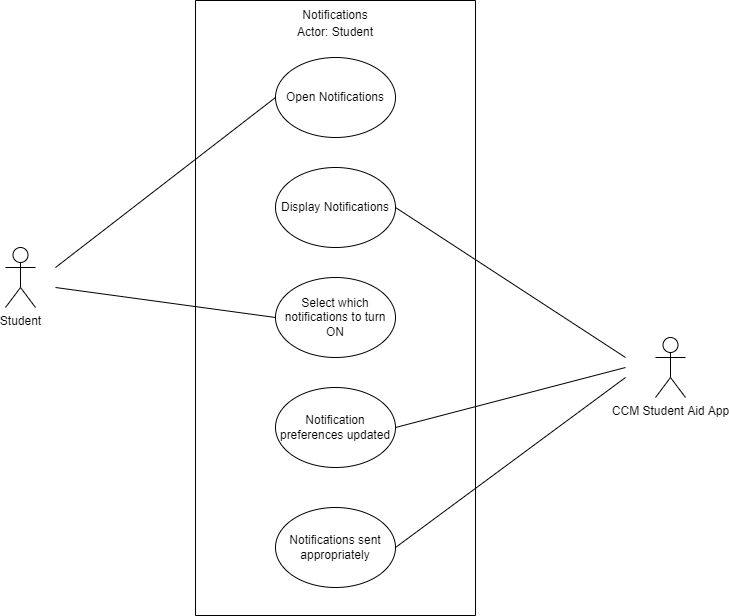 Notifications
Actor: Student
Open Notifications
Display Notifications
Select which
notifications to turn
ON
Student
Notification
preferences updated
CCM Student Aid App
Notifications sent
appropriately